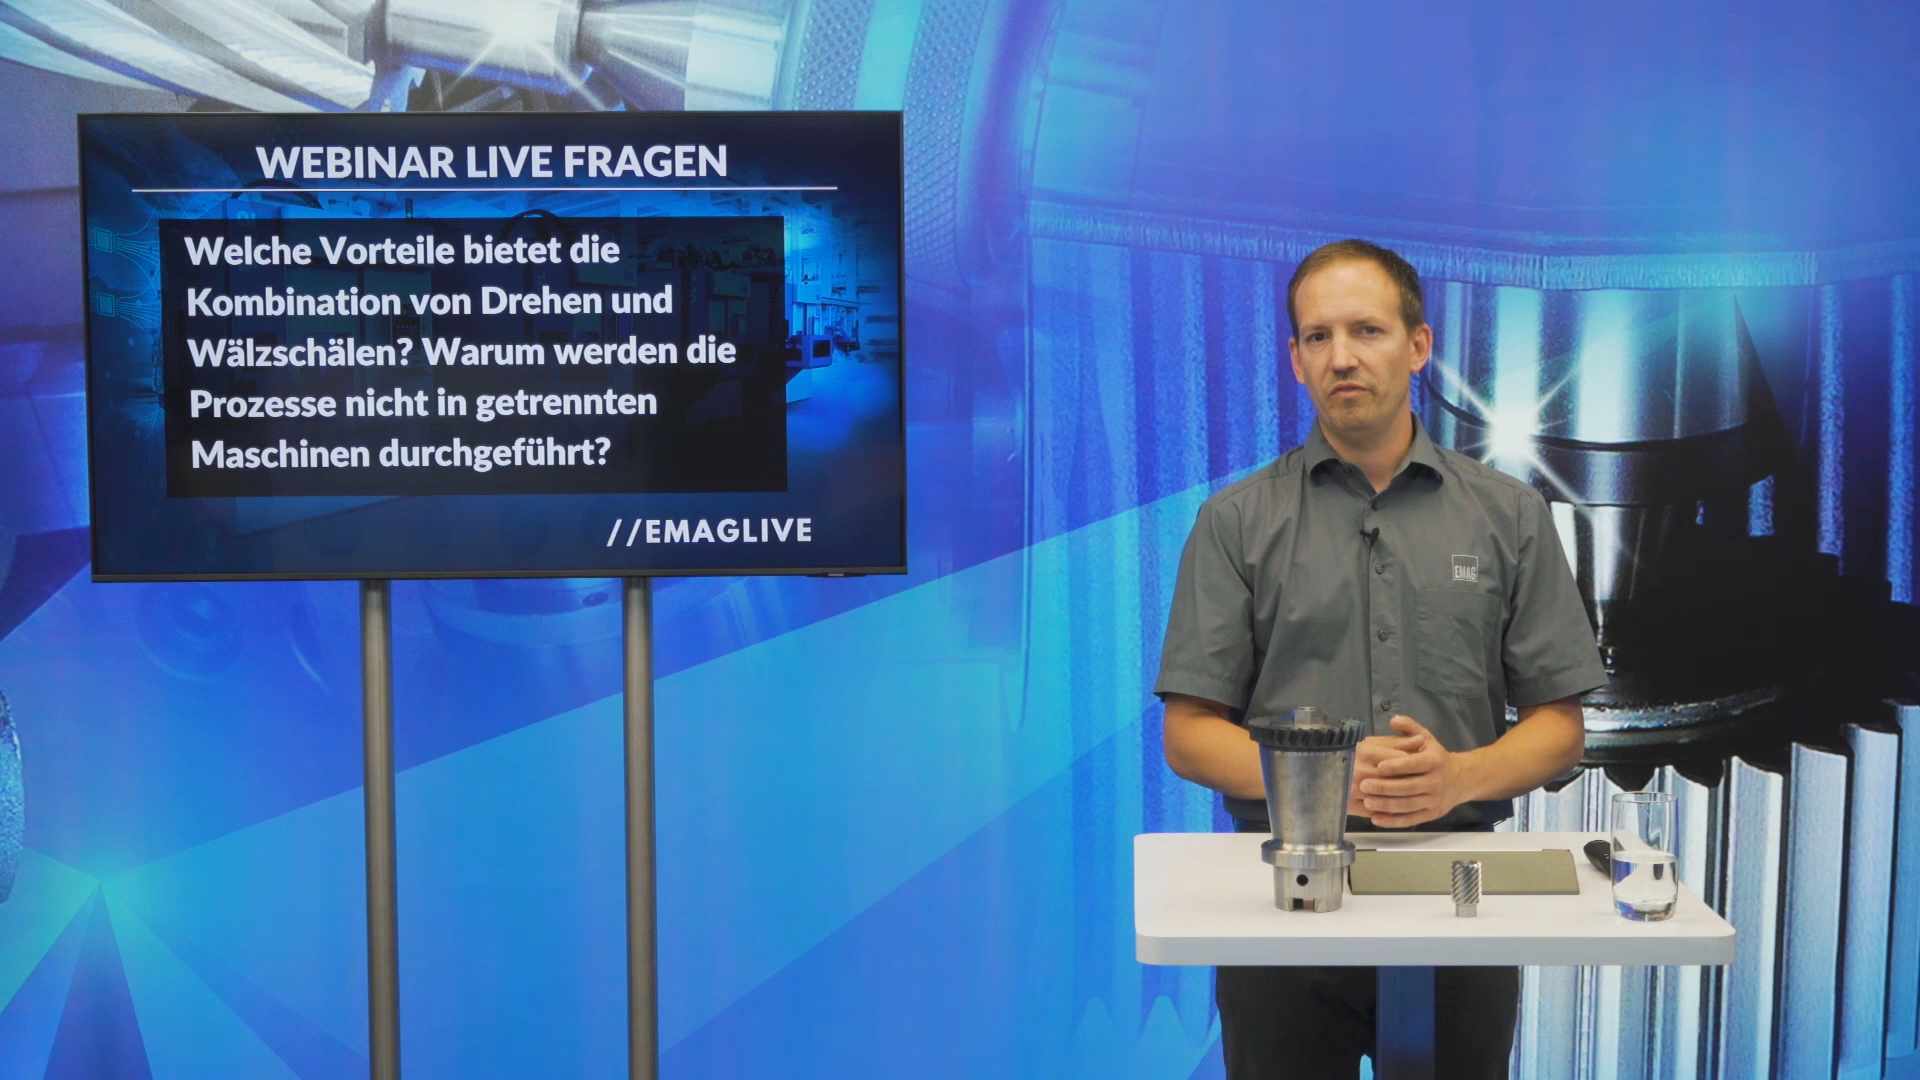 WEBINAR LIVE FRAGEN
Welche Vorteile bietet die
Kombination von Drehen und
Wälzschälen? Warum werden die
Prozesse nicht in getrennten
Maschinen durchgeführt?
//EMAGLIVE
EMAG